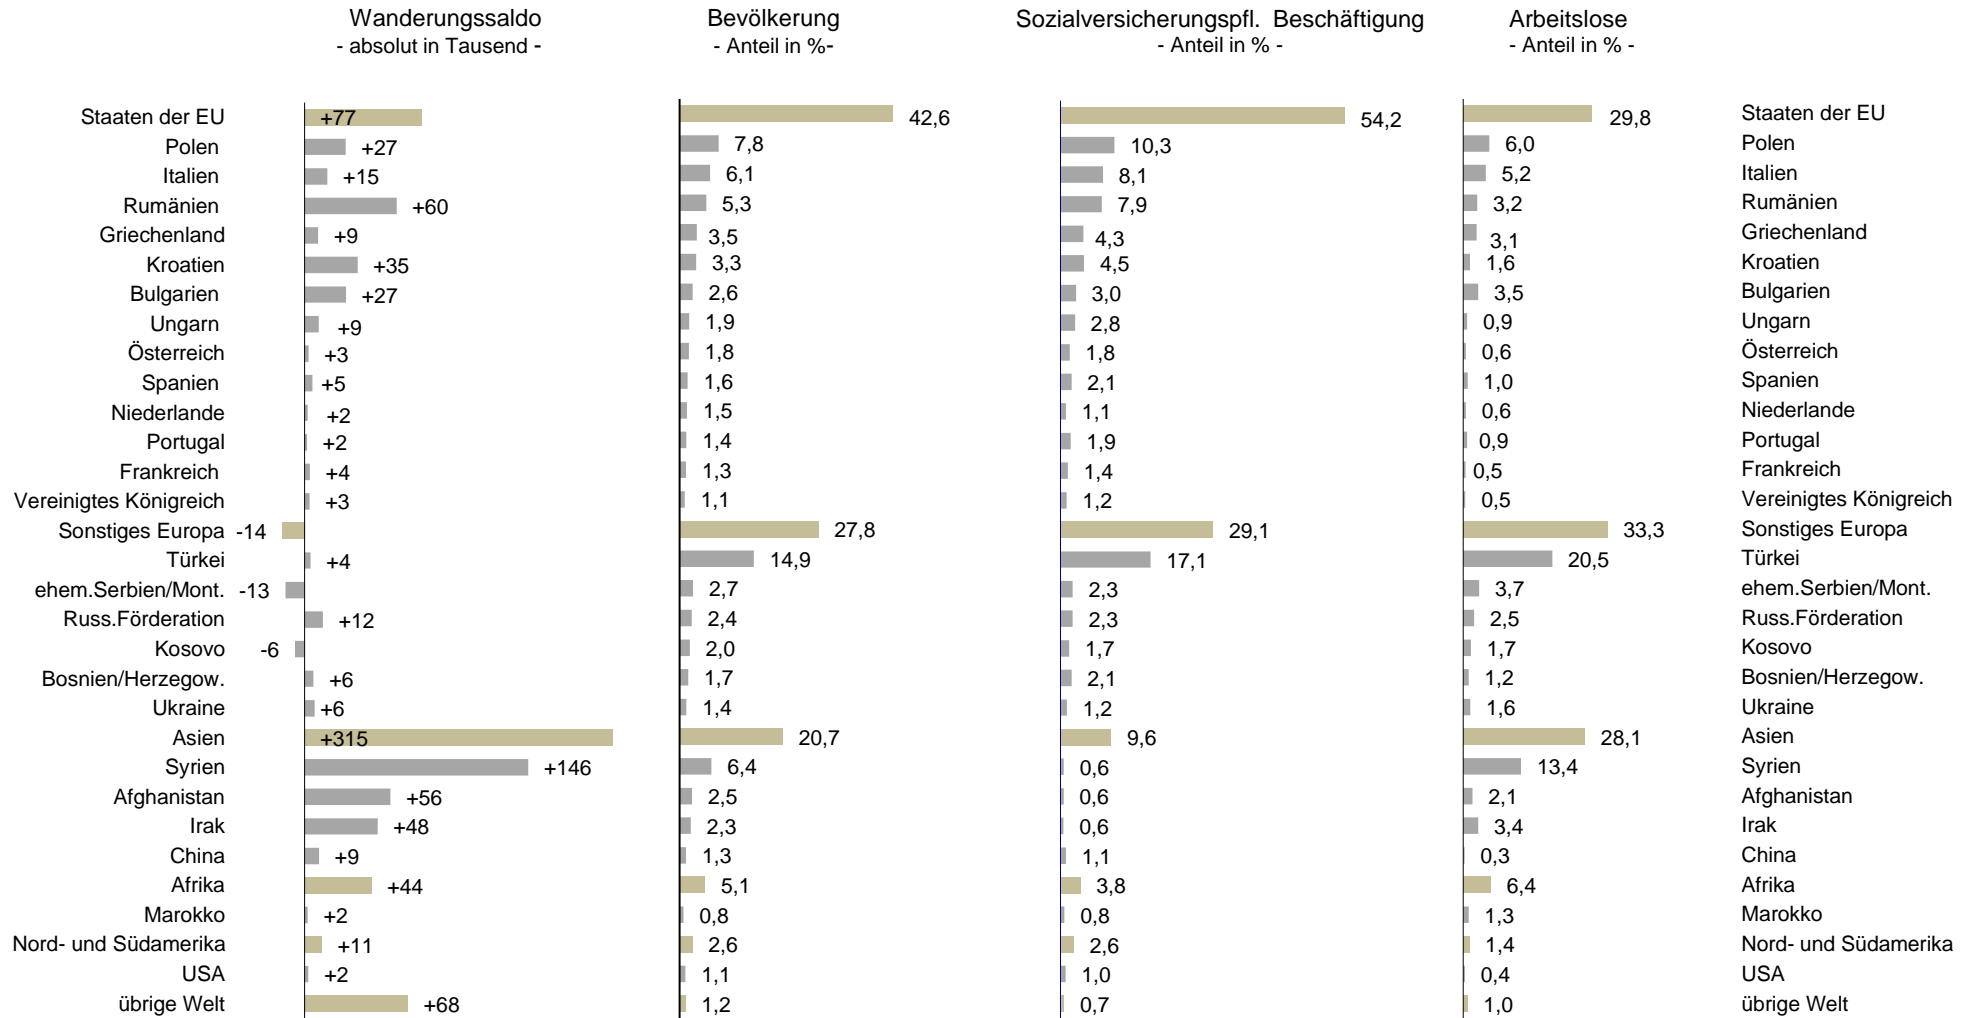 Wanderungssaldo Bevölkerung Sozialversicherungspfl. Beschäftigung Arbeitslose
- absolut in Tausend - - Anteil in %- - Anteil in % - - Anteil in % -
Staaten der EU +77 42,6 54,2 29,8 Staaten der EU
Polen +27 7,8 10,3 6,0 Polen
Italien +15 6,1 8,1 5,2 Italien
Rumänien +60 5,3 7,9 3,2 Rumänien
Griechenland +9 3,5 4,3 3,1 Griechenland
Kroatien +35 3,3 4,5 1,6 Kroatien
Bulgarien +27 2,6 3,0 3,5 Bulgarien
Ungarn +9 1,9 2,8 0,9 Ungarn
Österreich +3 1,8 1,8 0,6 Österreich
Spanien +5 1,6 2,1 1,0 Spanien
Niederlande +2 1,5 1,1 0,6 Niederlande
Portugal +2 1,4 1,9 0,9 Portugal
Frankreich +4 1,3 1,4 0,5 Frankreich
Vereinigtes Königreich +3 1,1 1,2 0,5 Vereinigtes Königreich
Sonstiges Europa -14 27,8 29,1 33,3 Sonstiges Europa
Türkei +4 14,9 17,1 20,5 Türkei
ehem.Serbien/Mont. -13 2,7 2,3 3,7 ehem.Serbien/Mont.
Russ.Förderation +12 2,4 2,3 2,5 Russ.Förderation
Kosovo -6 2,0 1,7 1,7 Kosovo
Bosnien/Herzegow. +6 1,7 2,1 1,2 Bosnien/Herzegow.
Ukraine +6 1,4 1,2 1,6 Ukraine
Asien +315 20,7 9,6 28,1 Asien
Syrien +146 6,4 0,6 13,4 Syrien
Afghanistan +56 2,5 0,6 2,1 Afghanistan
Irak +48 2,3 0,6 3,4 Irak
China +9 1,3 1,1 0,3 China
Afrika +44 5,1 3,8 6,4 Afrika
Marokko +2 0,8 0,8 1,3 Marokko
Nord- und Südamerika +11 2,6 2,6 1,4 Nord- und Südamerika
USA +2 1,1 1,0 0,4 USA
übrige Welt +68 1,2 0,7 1,0 übrige Welt